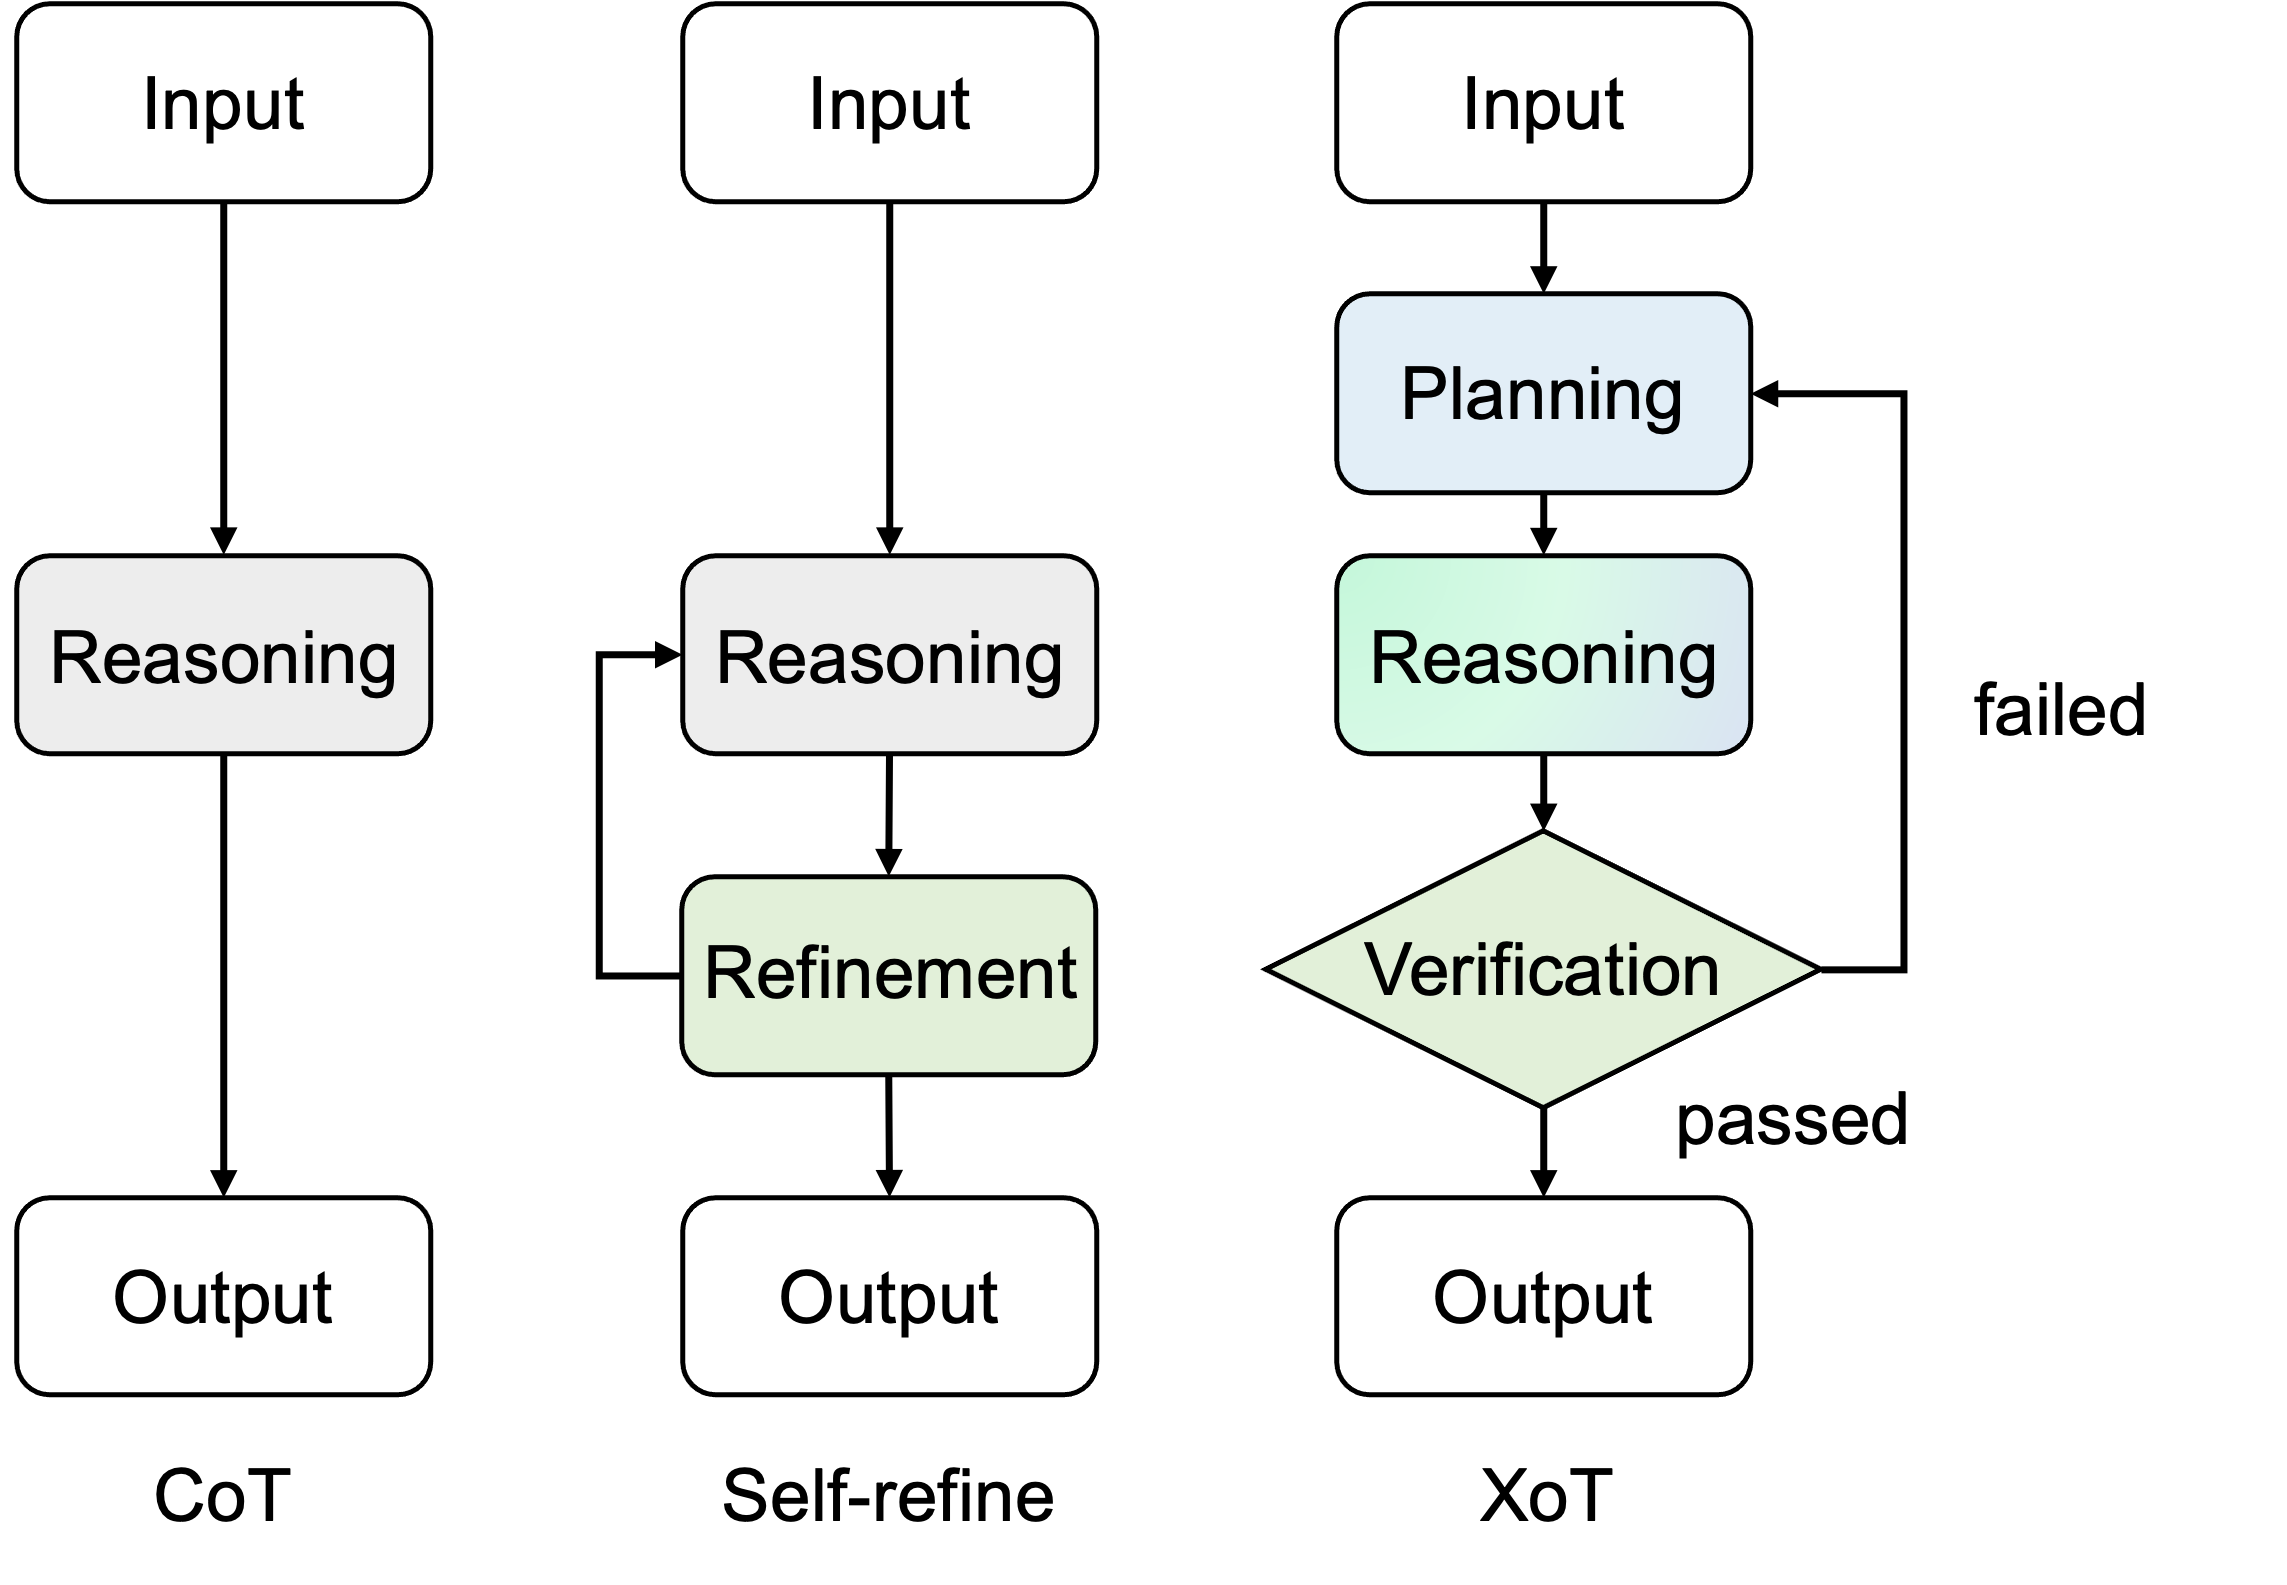 Input
Reasoning
Output
CoT
Input
Reasoning
Refinement
Output
Self-refine
Input
Planning
Reasoning
Verification
failed
passed
Output
XoT